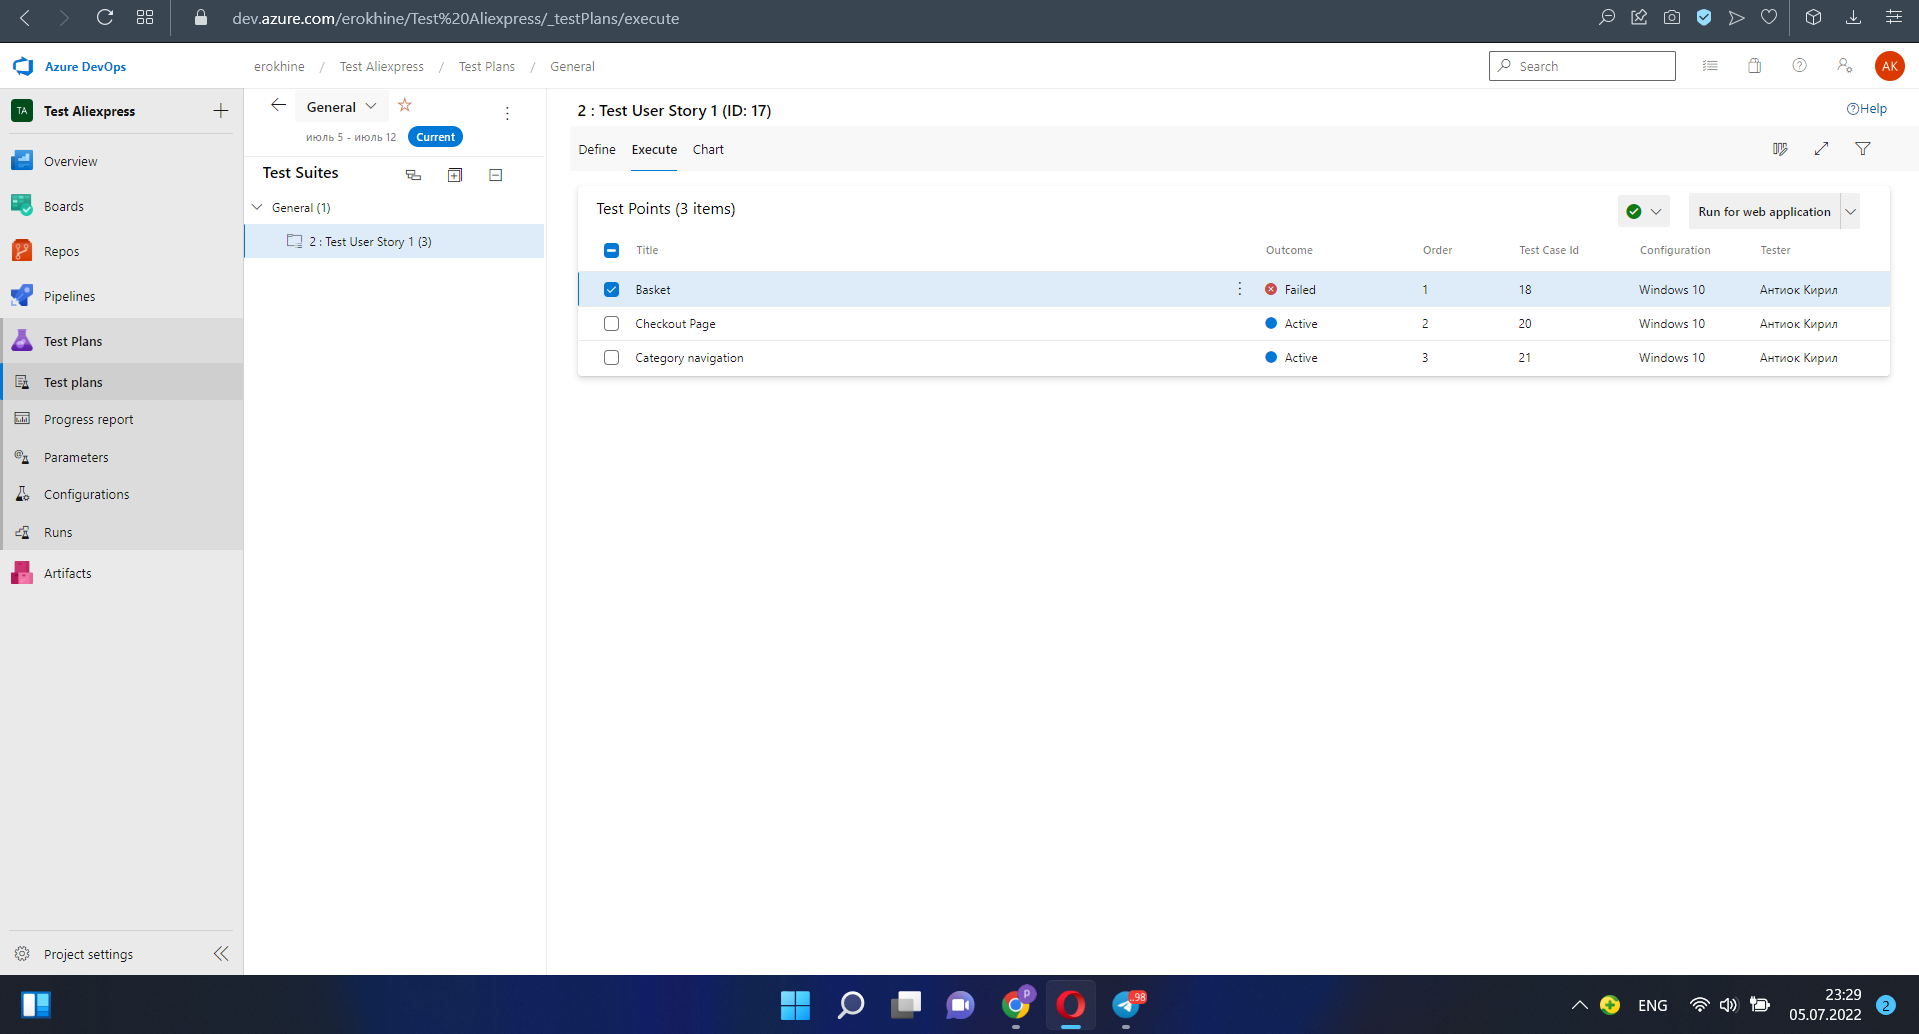 dev.azure.com/erokhine/Test%20Aliexpress/_testPlans/execute
Azure DevOps
erokhine / Test Aliexpress / Test Plans / General
Search
AK
TA Test Aliexpress
Overview
Boards
Repos
Pipelines
Test Plans
Test plans
Progress report
Parameters
Configurations
Runs
Artifacts
Project settings
General
июль 5 - июль 12 Current
Test Suites
General (1)
2 : Test User Story 1 (3)
2 : Test User Story 1 (ID: 17)
Help
Define Execute Chart
Test Points (3 items)
Run for web application
Title Outcome Order Test Case Id Configuration Tester
Basket Failed 1 18 Windows 10 Антиок Кирил
Checkout Page Active 2 20 Windows 10 Антиок Кирил
Category navigation Active 3 21 Windows 10 Антиок Кирил
P
..98
ENG
23:29
05.07.2022
2